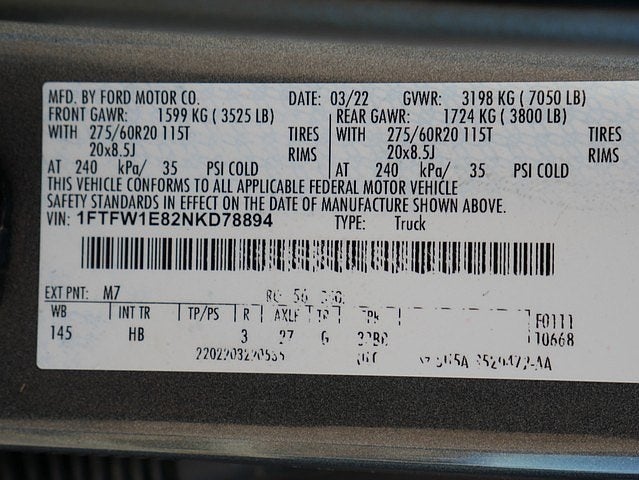 MFD. BY FORD MOTOR CO. DATE: 03/22 GVWR: 3198 KG ( 7050 LB)
FRONT GAWR: 1599 KG ( 3525 LB) REAR GAWR: 1724 KG ( 3800 LB)
WITH 275/60R20 115T TIRES WITH 275/60R20 115T TIRES
20x8.5J RIMS 20x8.5J RIMS
AT 240 kPa/ 35 PSI COLD AT 240 kPa/ 35 PSI COLD
THIS VEHICLE CONFORMS TO ALL APPLICABLE FEDERAL MOTOR VEHICLE
SAFETY STANDARDS IN EFFECT ON THE DATE OF MANUFACTURE SHOWN ABOVE.
VIN: 1FTFW1E82NKD78894 TYPE: Truck
EXT PNT: M7 56
WB INT TR TP/PS R AXLE TR F0111
145 HB 3 27 G 10668